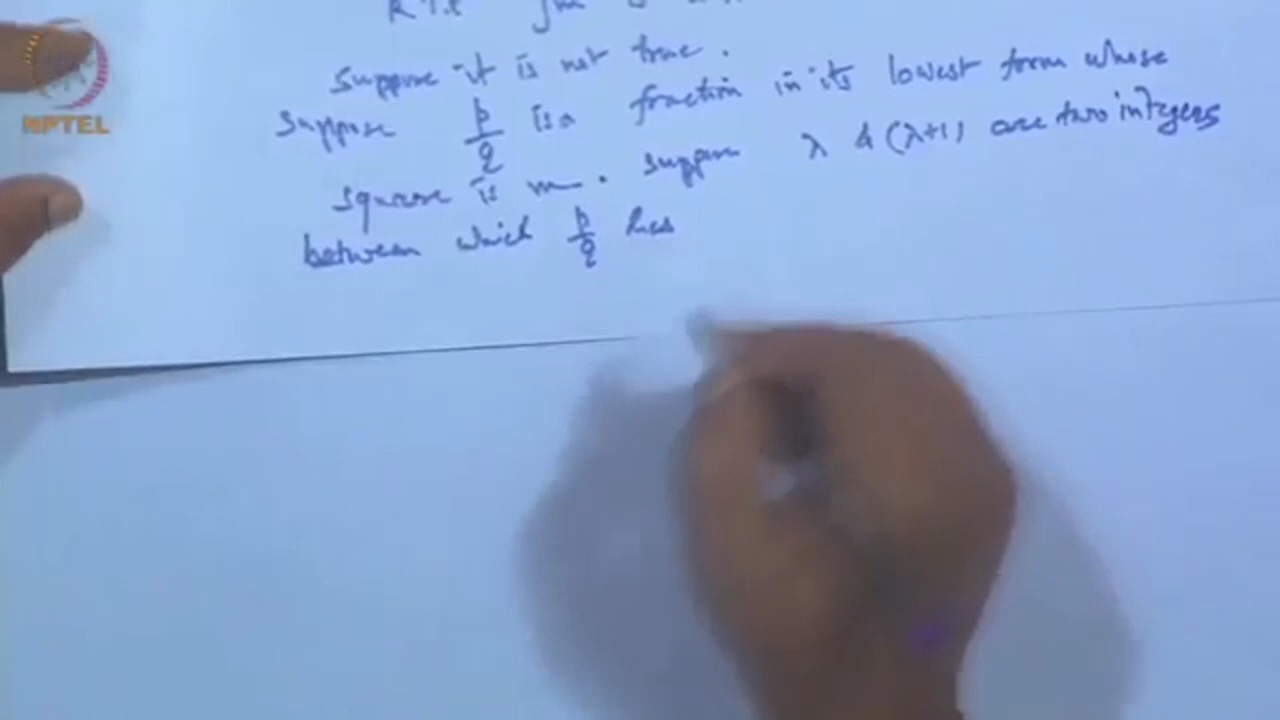 NPTEL
R.T.P
Suppose it is not true.
Suppose p/q is a fraction in its lowest form whose
square is m. Suppose λ & (λ+1) are two integers
between which p/q lies